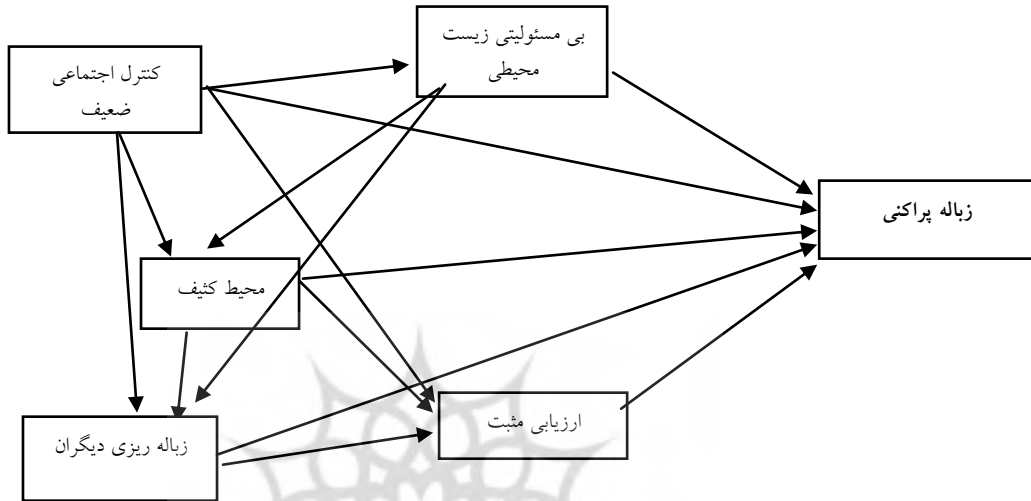 بی مسئولیتی زیست
محیطی
کنترل اجتماعی
ضعیف
زباله پراکنی
محیط کثیف
ارزیابی مثبت
زباله ریزی دیگران